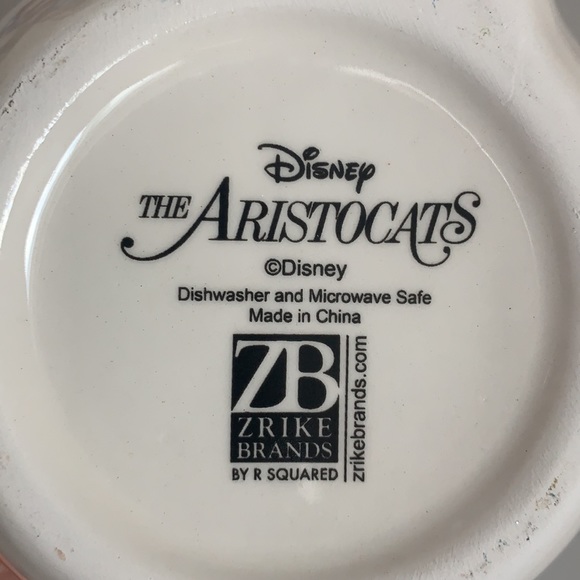 Disney
THE ARISTOCATS
©Disney
Dishwasher and Microwave Safe
Made in China
ZB
ZRIKE
BRANDS
BY R SQUARED
zrikebrands.com